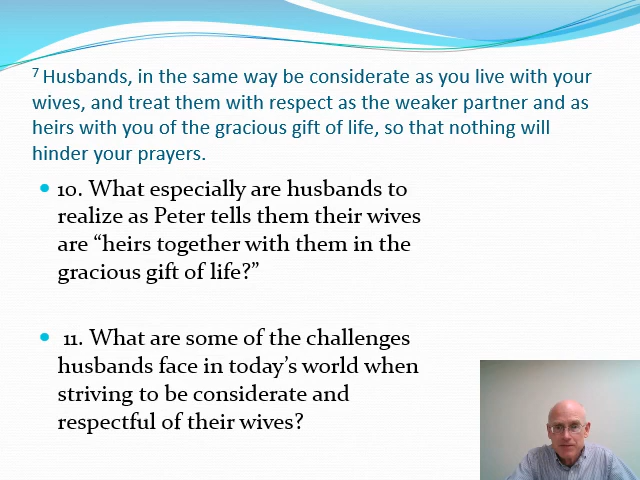 7 Husbands, in the same way be considerate as you live with your
wives, and treat them with respect as the weaker partner and as
heirs with you of the gracious gift of life, so that nothing will
hinder your prayers.
10. What especially are husbands to
realize as Peter tells them their wives
are “heirs together with them in the
gracious gift of life?”
11. What are some of the challenges
husbands face in today’s world when
striving to be considerate and
respectful of their wives?